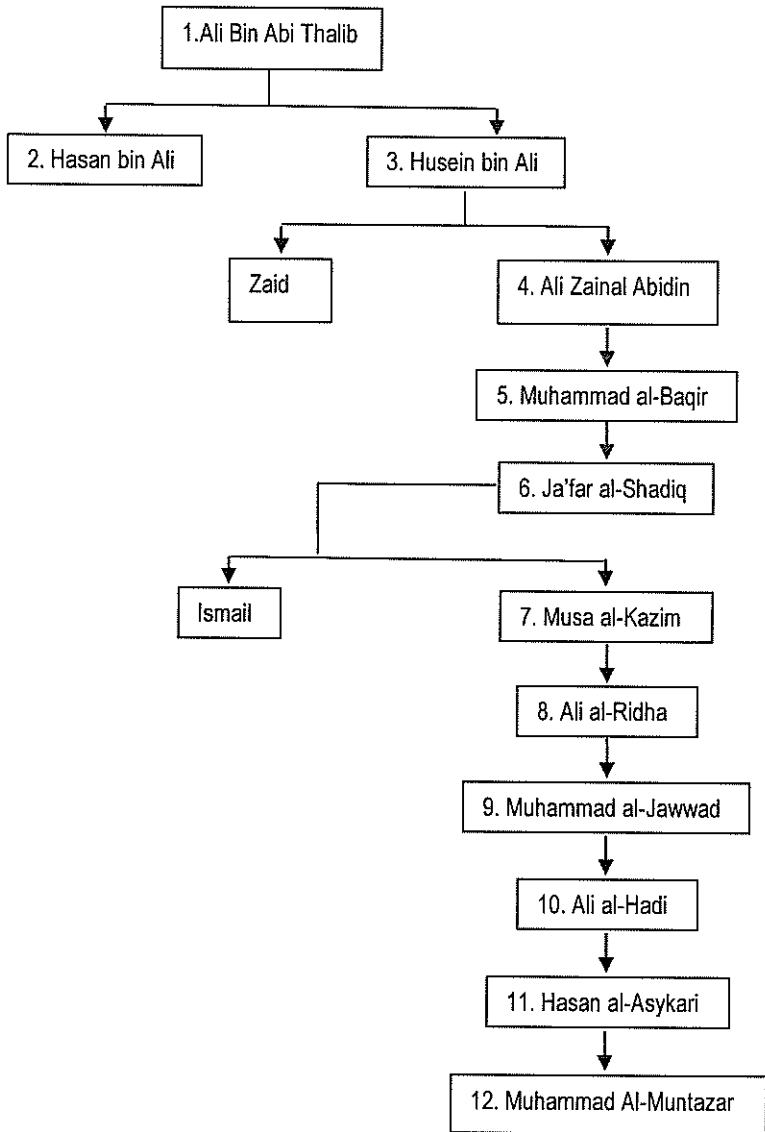 1.Ali Bin Abi Thalib
2. Hasan bin Ali
3. Husein bin Ali
Zaid
4. Ali Zainal Abidin
5. Muhammad al-Baqir
6. Ja'far al-Shadiq
Ismail
7. Musa al-Kazim
8. Ali al-Ridha
9. Muhammad al-Jawwad
10. Ali al-Hadi
11. Hasan al-Asykari
12. Muhammad Al-Muntazar